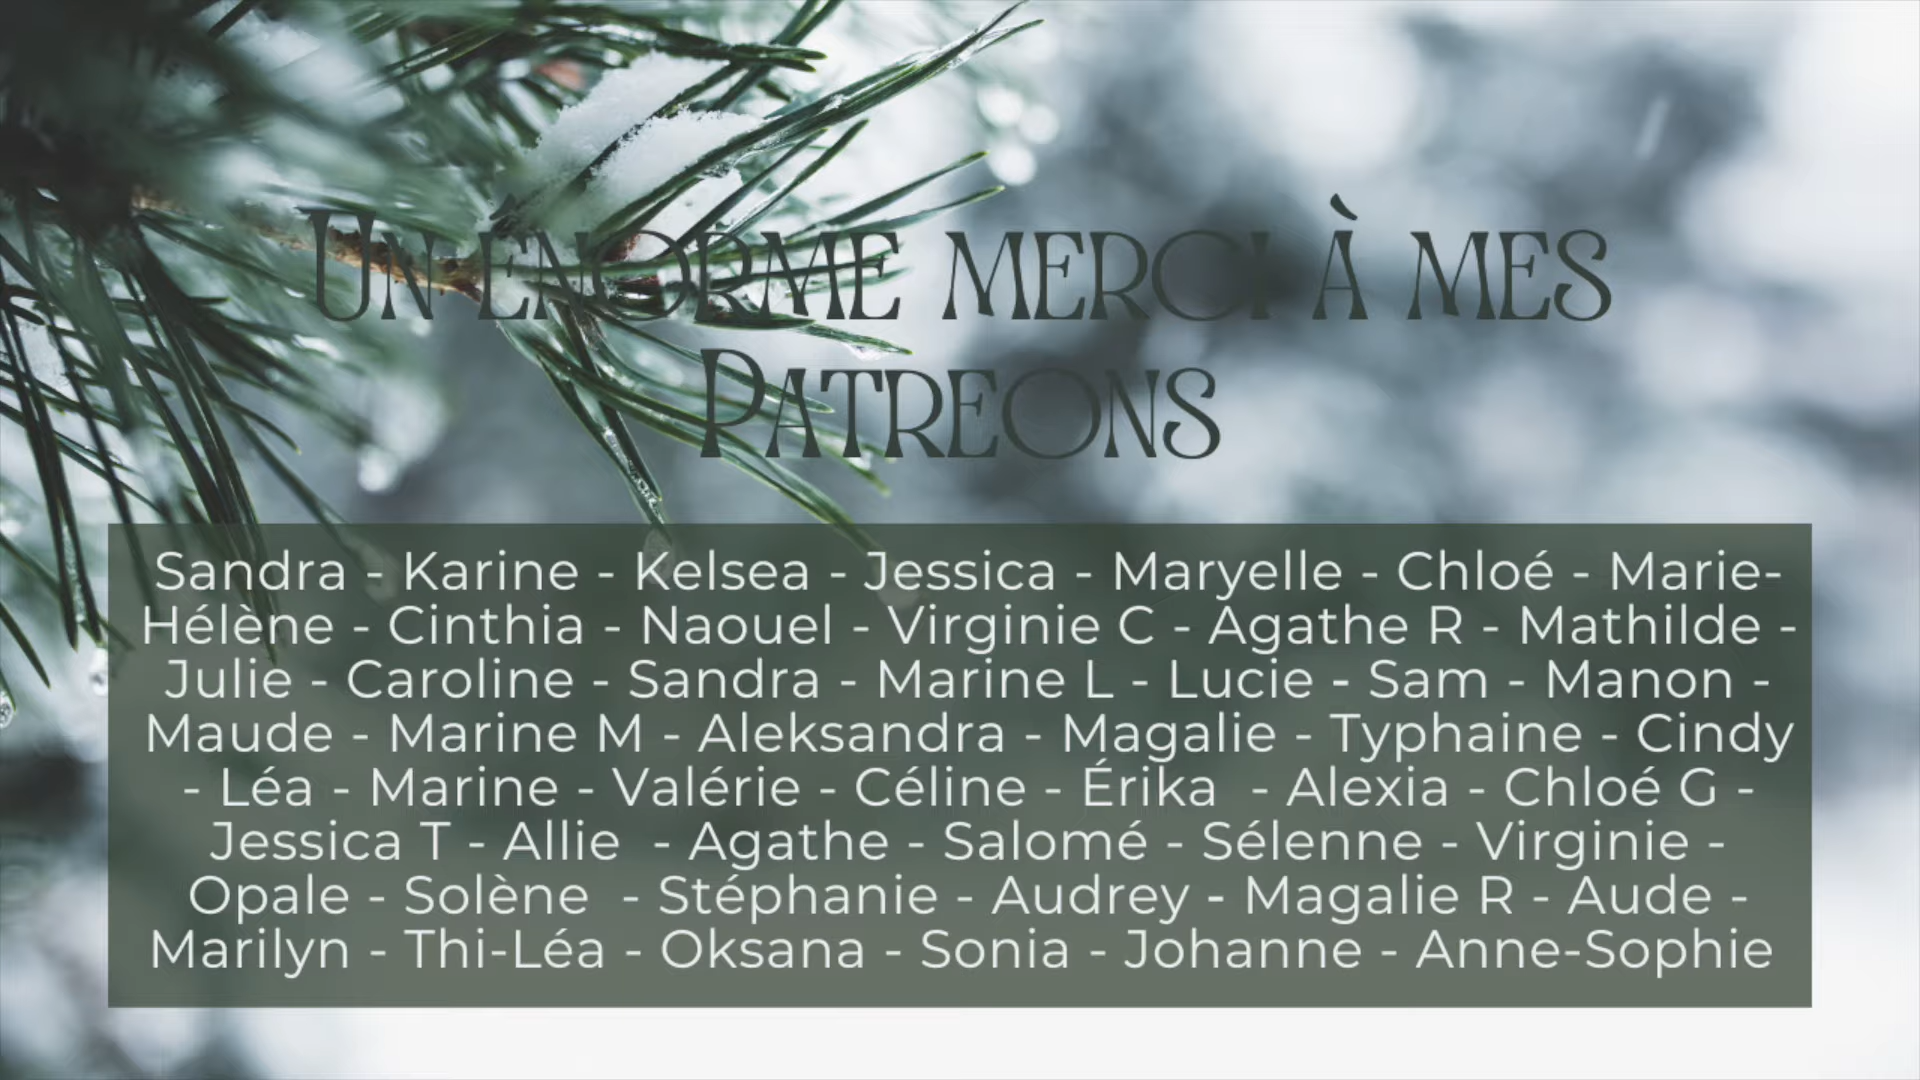 Un énorme merci à mes
Patreons
Sandra - Karine - Kelsea - Jessica - Maryelle - Chloé - Marie-
Hélène - Cinthia - Naouel - Virginie C - Agathe R - Mathilde -
Julie - Caroline - Sandra - Marine L - Lucie - Sam - Manon -
Maude - Marine M - Aleksandra - Magalie - Typhaine - Cindy
- Léa - Marine - Valérie - Céline - Érika - Alexia - Chloé G -
Jessica T - Allie - Agathe - Salomé - Sélenne - Virginie -
Opale - Solène - Stéphanie - Audrey - Magalie R - Aude -
Marilyn - Thi-Léa - Oksana - Sonia - Johanne - Anne-Sophie